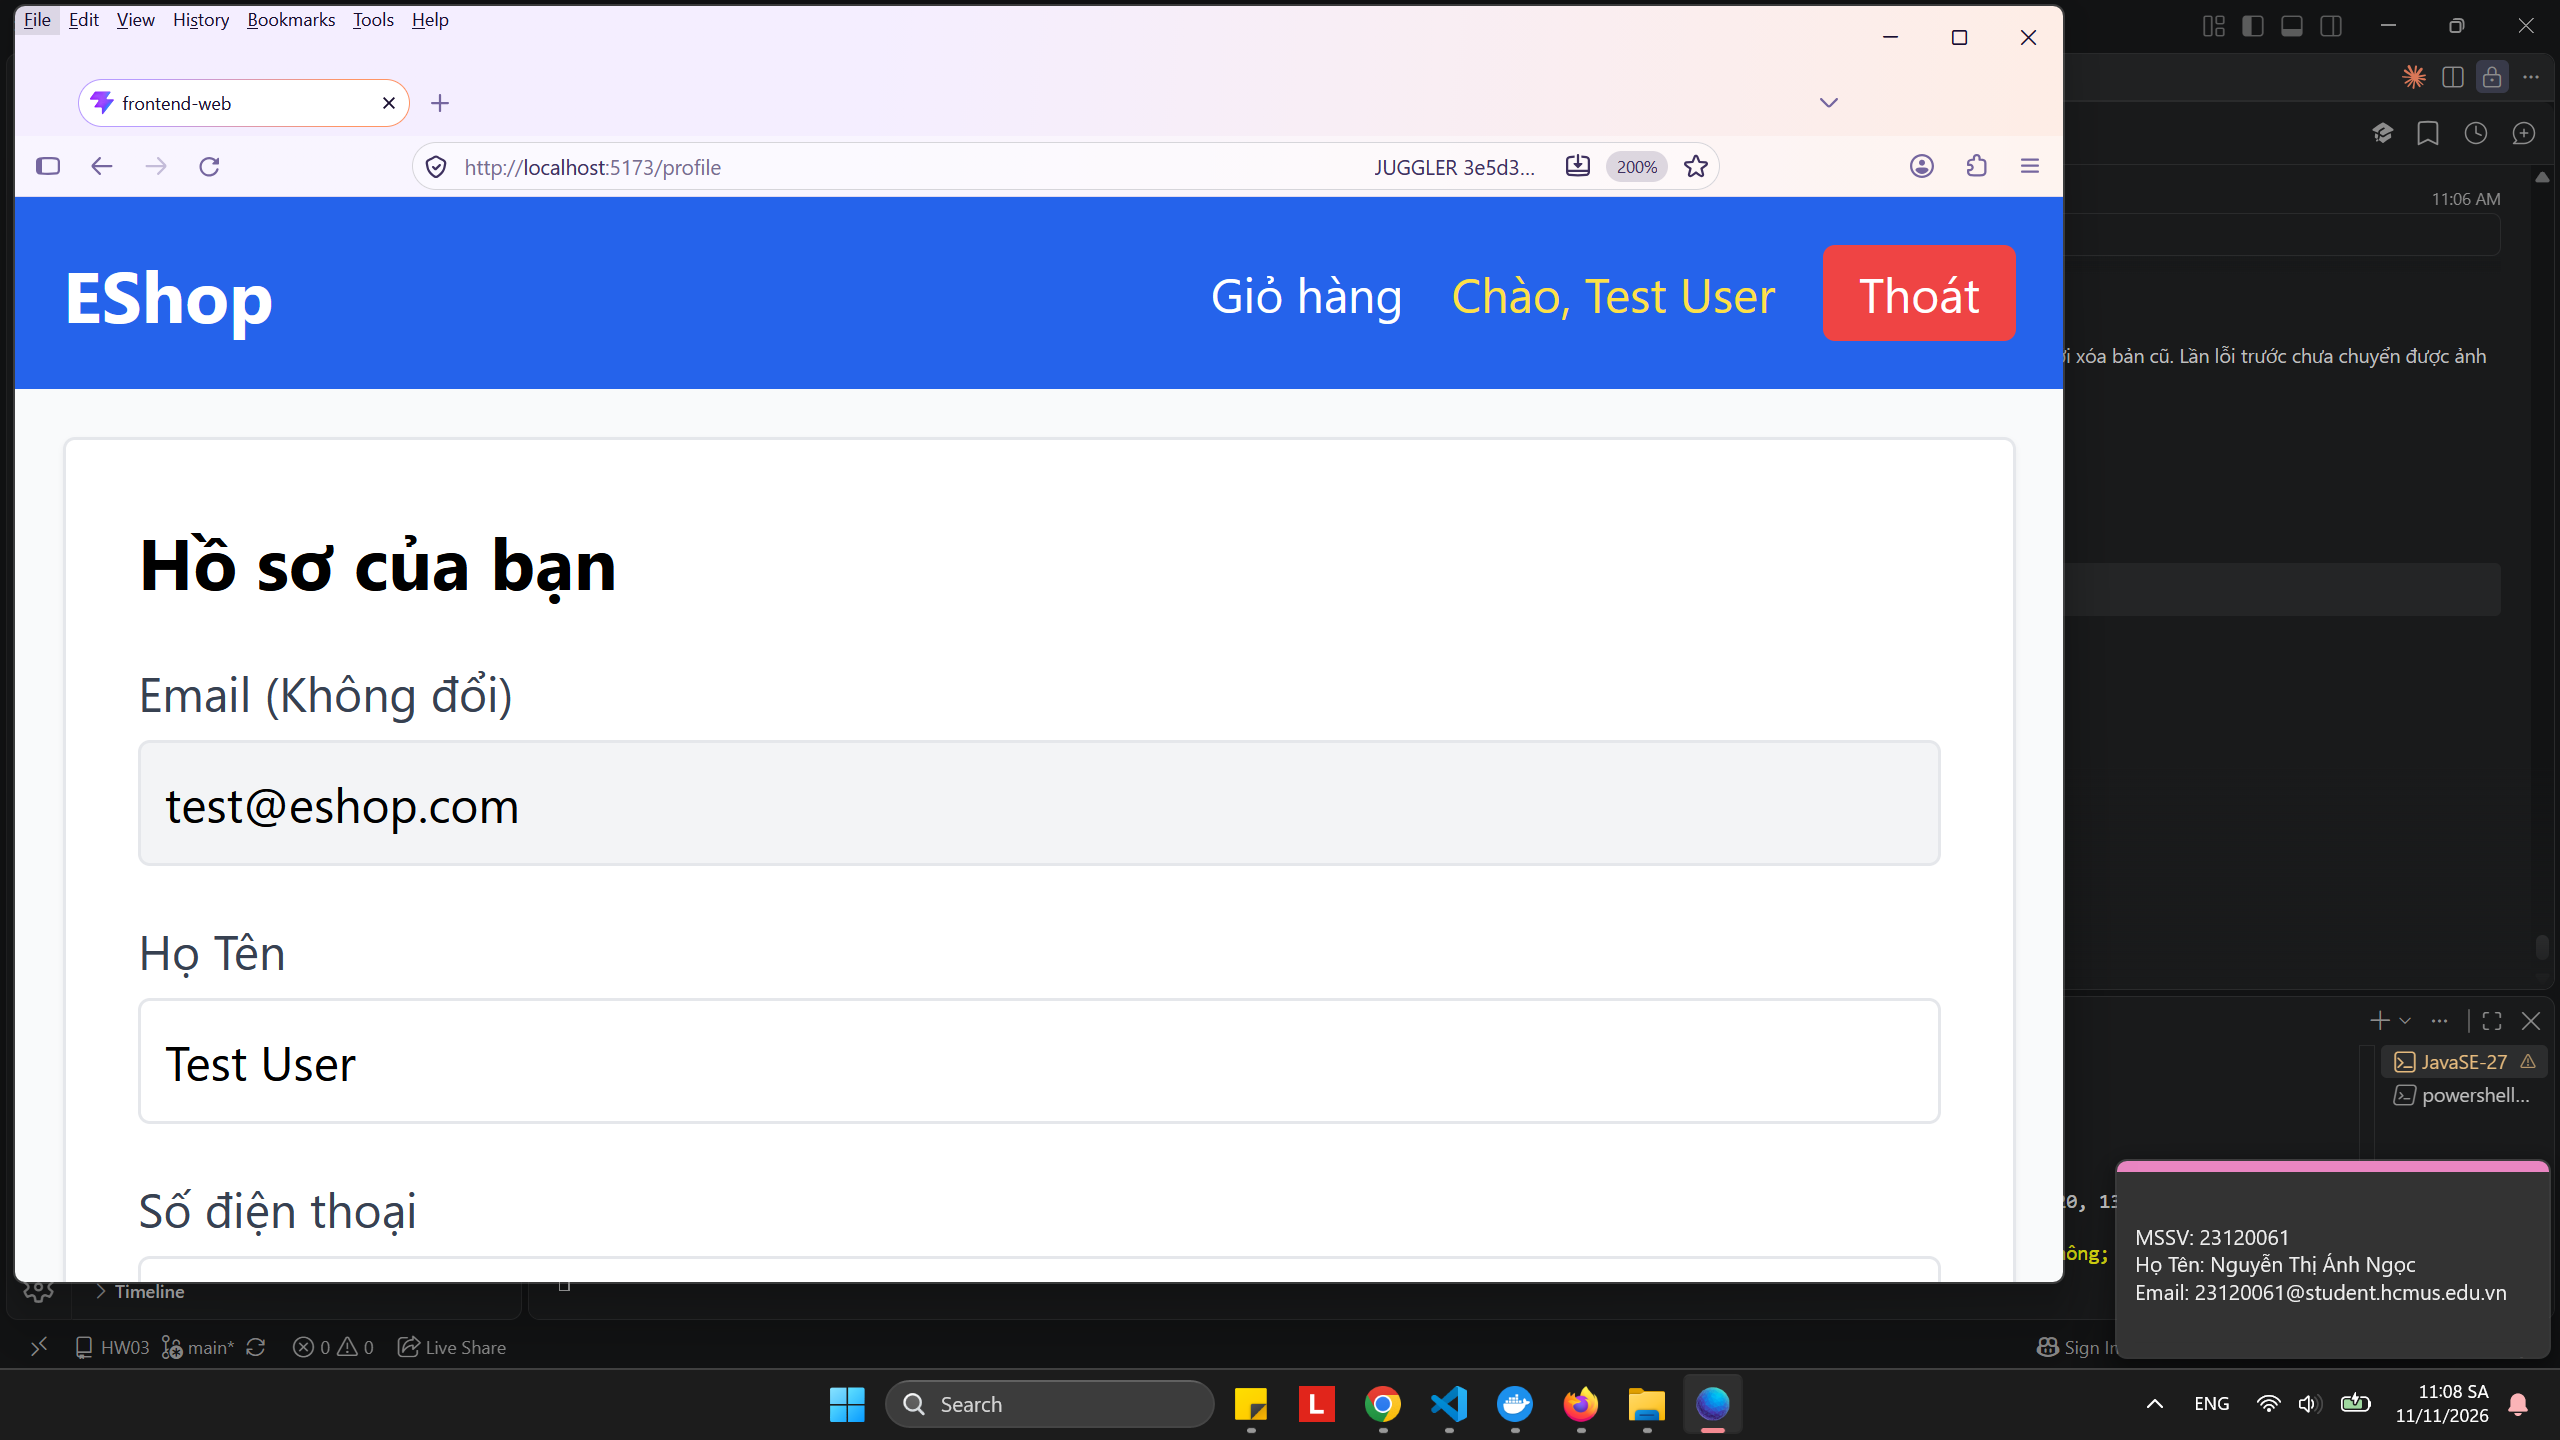 File Edit View History Bookmarks Tools Help
frontend-web
http://localhost:5173/profile JUGGLER 3e5d3... 200%
EShop Giỏ hàng Chào, Test User Thoát
Hồ sơ của bạn
Email (Không đổi)
test@eshop.com
Họ Tên
Test User
Số điện thoại
11:06 AM
xóa bản cũ. Lần lỗi trước chưa chuyển được ảnh
JavaSE-27
powershell...
MSSV: 23120061
Họ Tên: Nguyễn Thị Ánh Ngọc
Email: 23120061@student.hcmus.edu.vn
Timeline
HW03 main* 0 0 Live Share
Sign In
Search
ENG
11:08 SA
11/11/2026